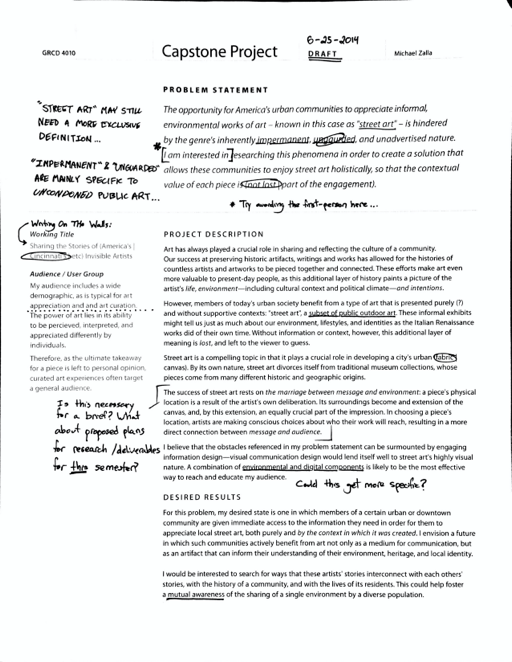 6-25-2014
GRCD 4010
Capstone Project
DRAFT
Michael Zalla
PROBLEM STATEMENT
"STREET ART" MAY STILL
NEED A MORE EXCLUSIVE
DEFINITION...
"IMPERMANENT" & "UNGUARDED"
ARE MAINLY SPECIFIC TO
UNCONDONED PUBLIC ART...
The opportunity for America's urban communities to appreciate informal,
environmental works of art – known in this case as "street art" – is hindered
by the genre's inherently impermanent, unguarded, and unadvertised nature.
I am interested in researching this phenomenon in order to create a solution that
allows these communities to enjoy street art holistically, so that the contextual
value of each piece is (not lost) part of the engagement).
* Try avoiding the first-person here...
Writing On The Walls:
Working Title
Sharing the Stories of (America's|
Cincinnati's|etc) Invisible Artists
Audience / User Group
My audience includes a wide
demographic, as is typical for art
appreciation and and art curation.
The power of art lies in its ability
to be percieved, interpreted, and
appreciated differently by
individuals.
Therefore, as the ultimate takeaway
for a piece is left to personal opinion,
curated art experiences often target
a general audience.
Is this necessary
for a brief? What
about proposed plans
for research/deliverables
for this semester?
PROJECT DESCRIPTION
Art has always played a crucial role in sharing and reflecting the culture of a community.
Our success at preserving historic artifacts, writings and works has allowed for the histories of
countless artists and artworks to be pieced together and connected. These efforts make art even
more valuable to present-day people, as this additional layer of history paints a picture of the
artist's life, environment—including cultural context and political climate—and intentions.
However, members of today's urban society benefit from a type of art that is presented purely (?)
and without supportive contexts: "street art", a subset of public outdoor art. These informal exhibits
might tell us just as much about our environment, lifestyles, and identities as the Italian Renaissance
works did of their own time. Without information or context, however, this additional layer of
meaning is lost, and left to the viewer to guess.
Street art is a compelling topic in that it plays a crucial role in developing a city's urban (fabric|
canvas). By its own nature, street art divorces itself from traditional museum collections, whose
pieces come from many different historic and geographic origins.
The success of street art rests on the marriage between message and environment: a piece's physical
location is a result of the artist's own deliberation. Its surroundings become and extension of the
canvas, and, by this extension, an equally crucial part of the impression. In choosing a piece's
location, artists are making conscious choices about who their work will reach, resulting in a more
direct connection between message and audience.
I believe that the obstacles referenced in my problem statement can be surmounted by engaging
information design—visual communication design would lend itself well to street art's highly visual
nature. A combination of environmental and digital components is likely to be the most effective
way to reach and educate my audience.
Could this get more specific?
DESIRED RESULTS
For this problem, my desired state is one in which members of a certain urban or downtown
community are given immediate access to the information they need in order for them to
appreciate local street art, both purely and by the context in which it was created. I envision a future
in which such communities actively benefit from art not only as a medium for communication, but
as an artifact that can inform their understanding of their environment, heritage, and local identity.
I would be interested to search for ways that these artists' stories interconnect with each others'
stories, with the history of a community, and with the lives of its residents. This could help foster
a mutual awareness of the sharing of a single environment by a diverse population.